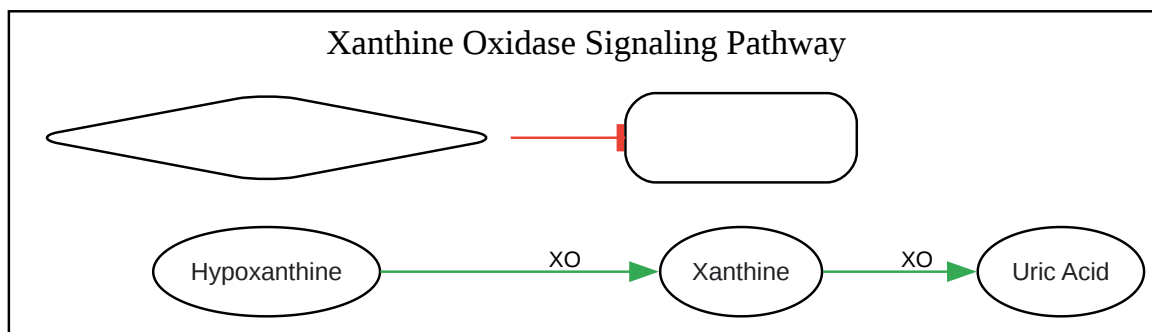 Xanthine Oxidase Signaling Pathway
XO
XO
Hypoxanthine
Xanthine
Uric Acid